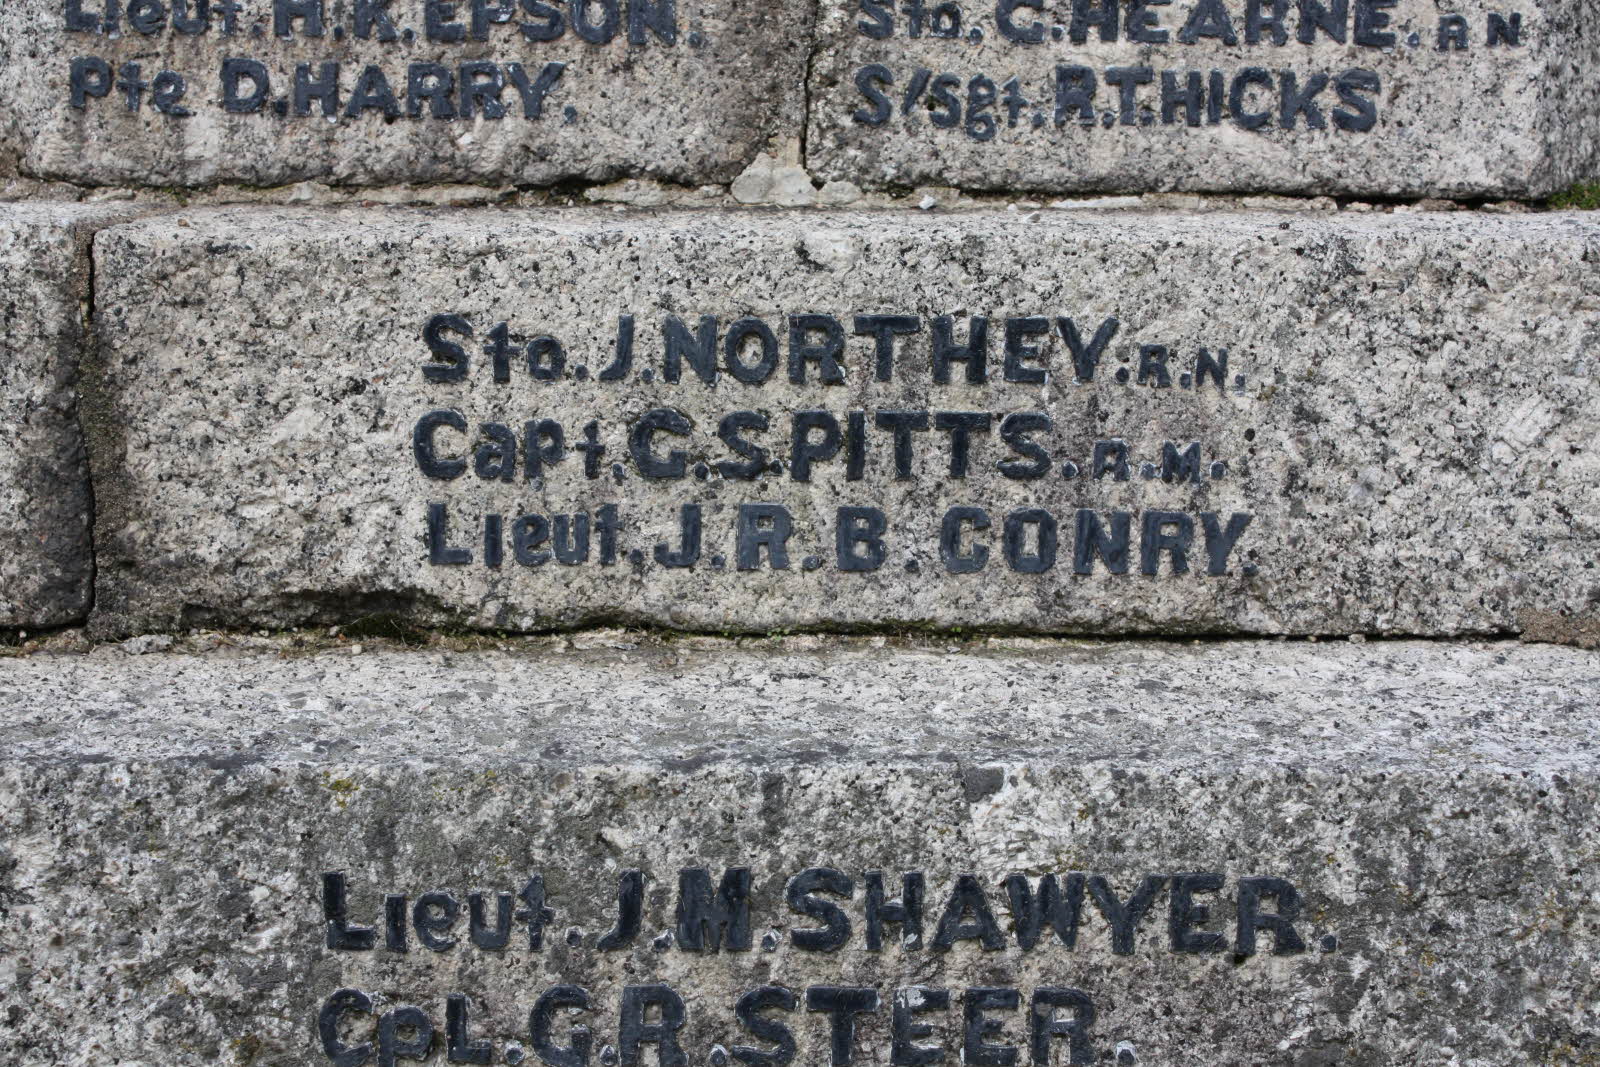 Lieut. H.K. EPSON.
Pte D. HARRY.
Sto. G. HEARNE. R N
S/Sgt. R.T. HICKS
Sto. J. NORTHEY. R.N.
Capt. G.S. PITTS. A.M.
Lieut. J.R.B. CONRY.
Lieut. J.M. SHAWYER.
Cpl. G.R. STEER.